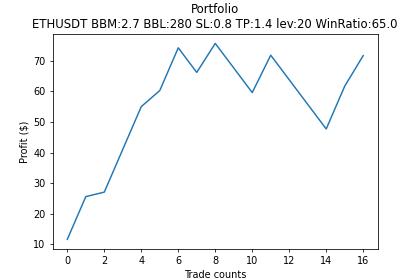 Portfolio
ETHUSDT BBM:2.7 BBL:280 SL:0.8 TP:1.4 lev:20 WinRatio:65.0
70
60
50
40
30
20
10
Profit ($)
0 2 4 6 8 10 12 14 16
Trade counts